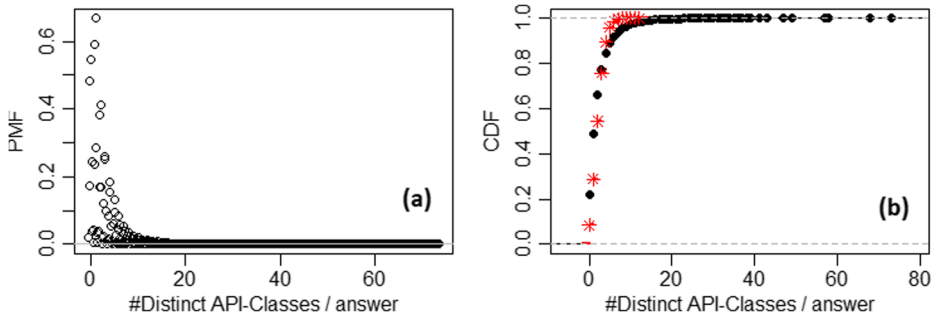 PMF
0.0 0.2 0.4 0.6
0 20 40 60
#Distinct API-Classes / answer
(a)
CDF
0.0 0.2 0.4 0.6 0.8 1.0
0 20 40 60 80
#Distinct API-Classes / answer
(b)